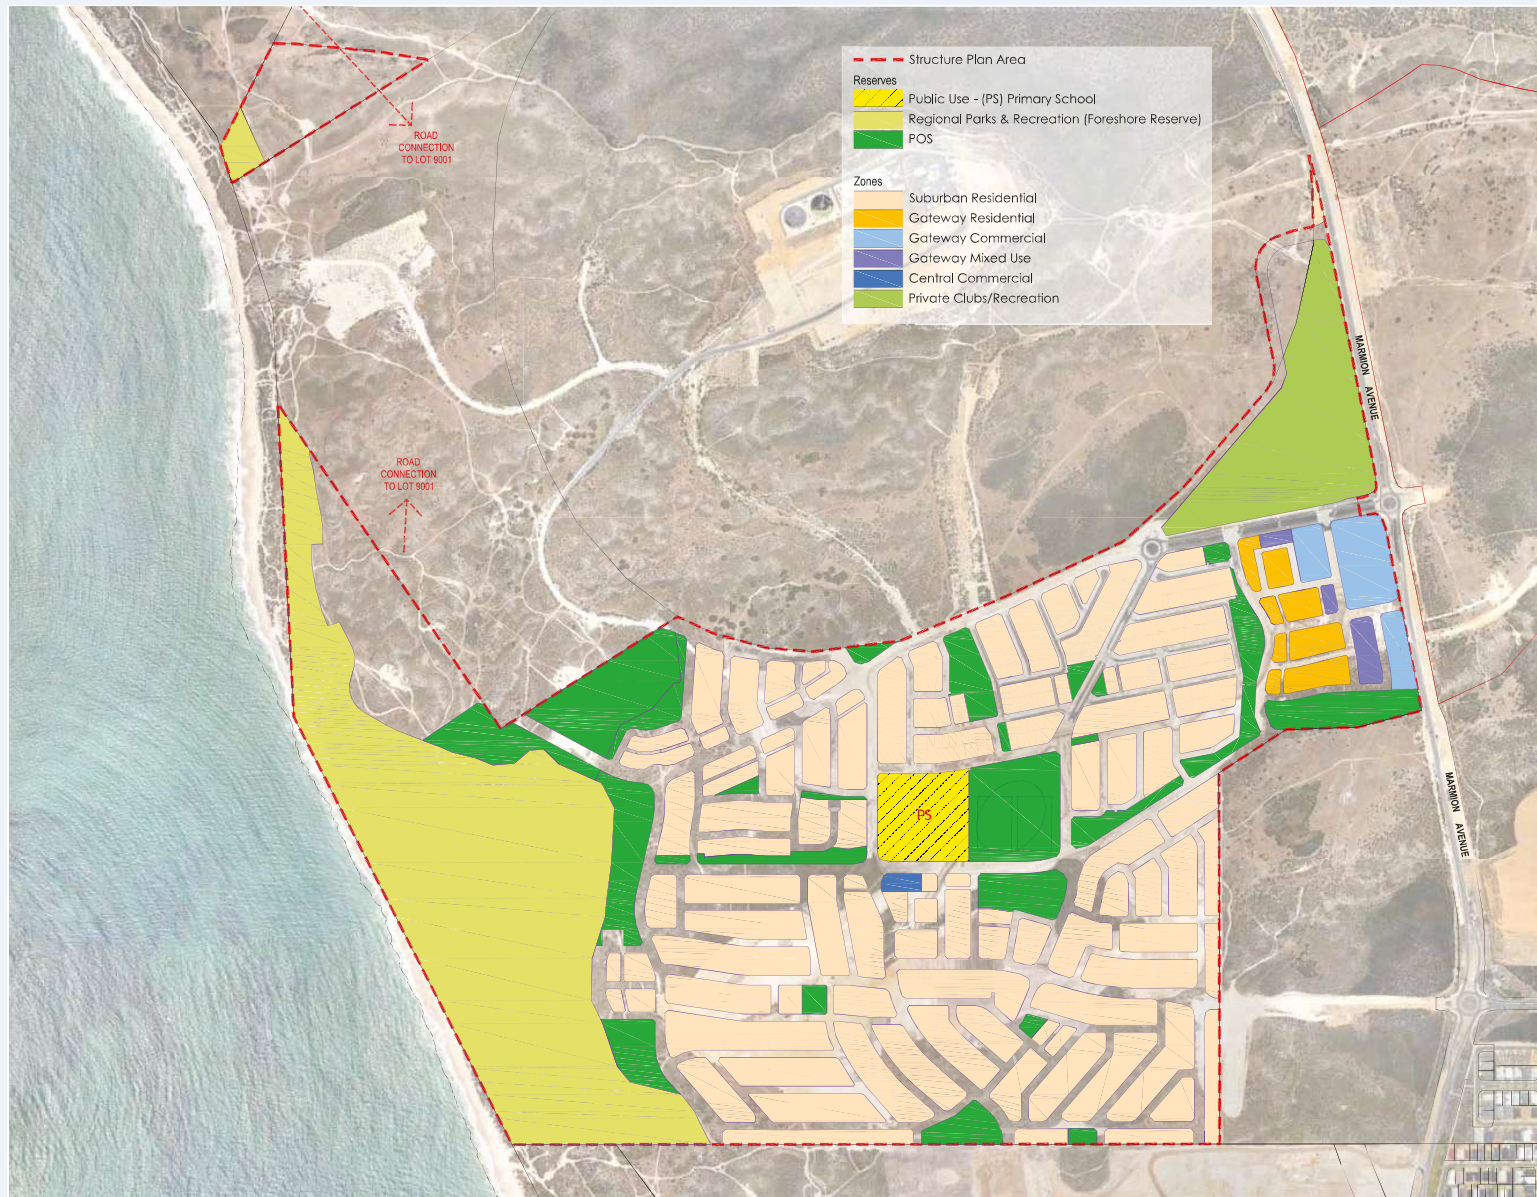 Structure Plan Area
Reserves
Public Use - (PS) Primary School
Regional Parks & Recreation (Foreshore Reserve)
POS
Zones
Suburban Residential
Gateway Residential
Gateway Commercial
Gateway Mixed Use
Central Commercial
Private Clubs/Recreation
ROAD
CONNECTION
TO LOT 9001
ROAD
CONNECTION
TO LOT 9001
MARMION AVENUE
PS
MARMION AVENUE